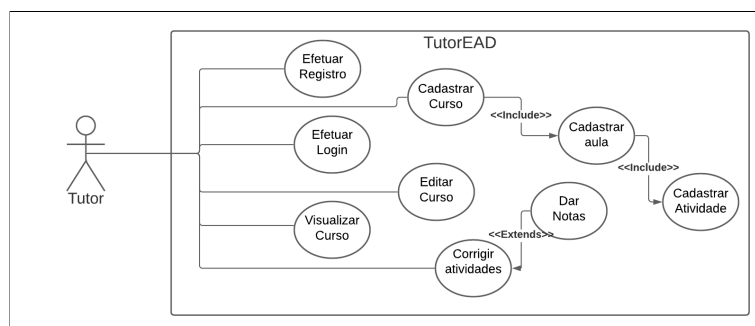 TutorEAD
Efetuar
Registro
Cadastrar
Curso
<<Include>>
Cadastrar
aula
Efetuar
Login
<<Include>>
Tutor
Editar
Curso
Dar
Notas
Cadastrar
Atividade
Visualizar
Curso
<<Extends>>
Corrigir
atividades